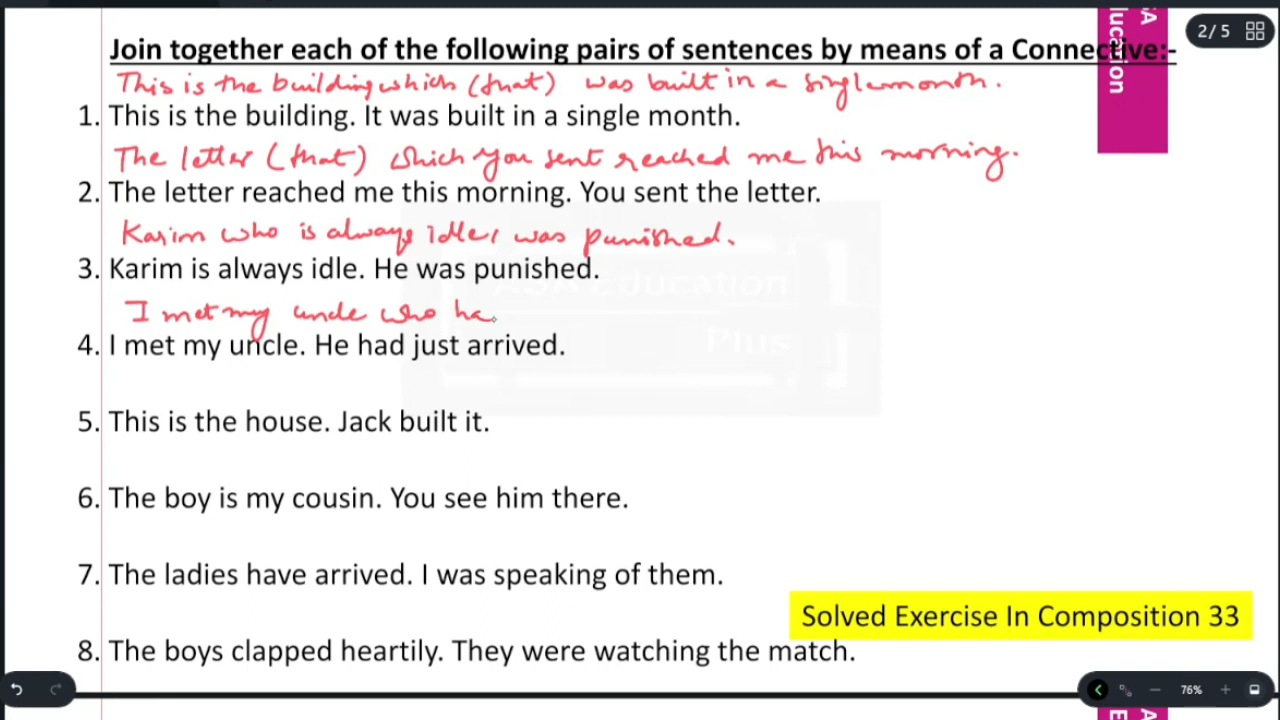 2/5
Join together each of the following pairs of sentences by means of a Connective:-
This is the building which (that) was built in a single month.
1. This is the building. It was built in a single month.
The letter (that) which you sent reached me this morning.
2. The letter reached me this morning. You sent the letter.
Karim who is always idle, was punished.
3. Karim is always idle. He was punished.
I met my uncle who ha
4. I met my uncle. He had just arrived.
5. This is the house. Jack built it.
6. The boy is my cousin. You see him there.
7. The ladies have arrived. I was speaking of them.
Solved Exercise In Composition 33
8. The boys clapped heartily. They were watching the match.
76%
ASA Education
Plus